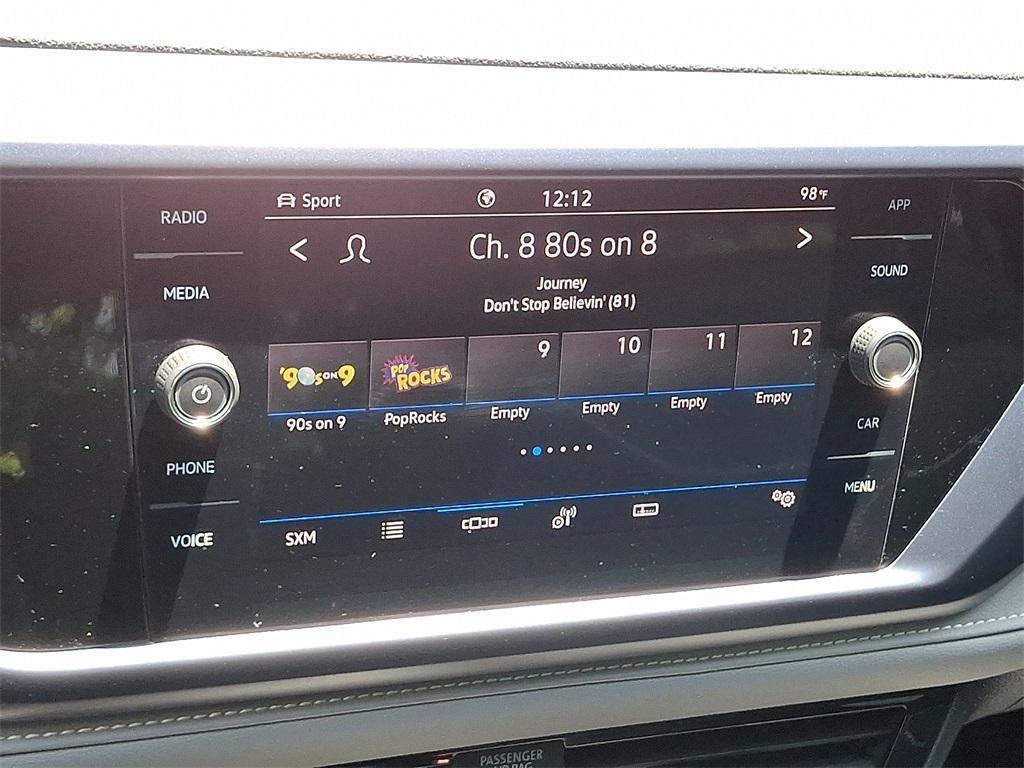 RADIO
MEDIA
PHONE
VOICE
Sport 12:12 98°F
< Ch. 8 80s on 8 >
Journey
Don't Stop Believin' (81)
'90s ON 9 POP ROCKS 9 10 11 12
90s on 9 PopRocks Empty Empty Empty Empty
SXM
APP
SOUND
CAR
MENU
PASSENGER